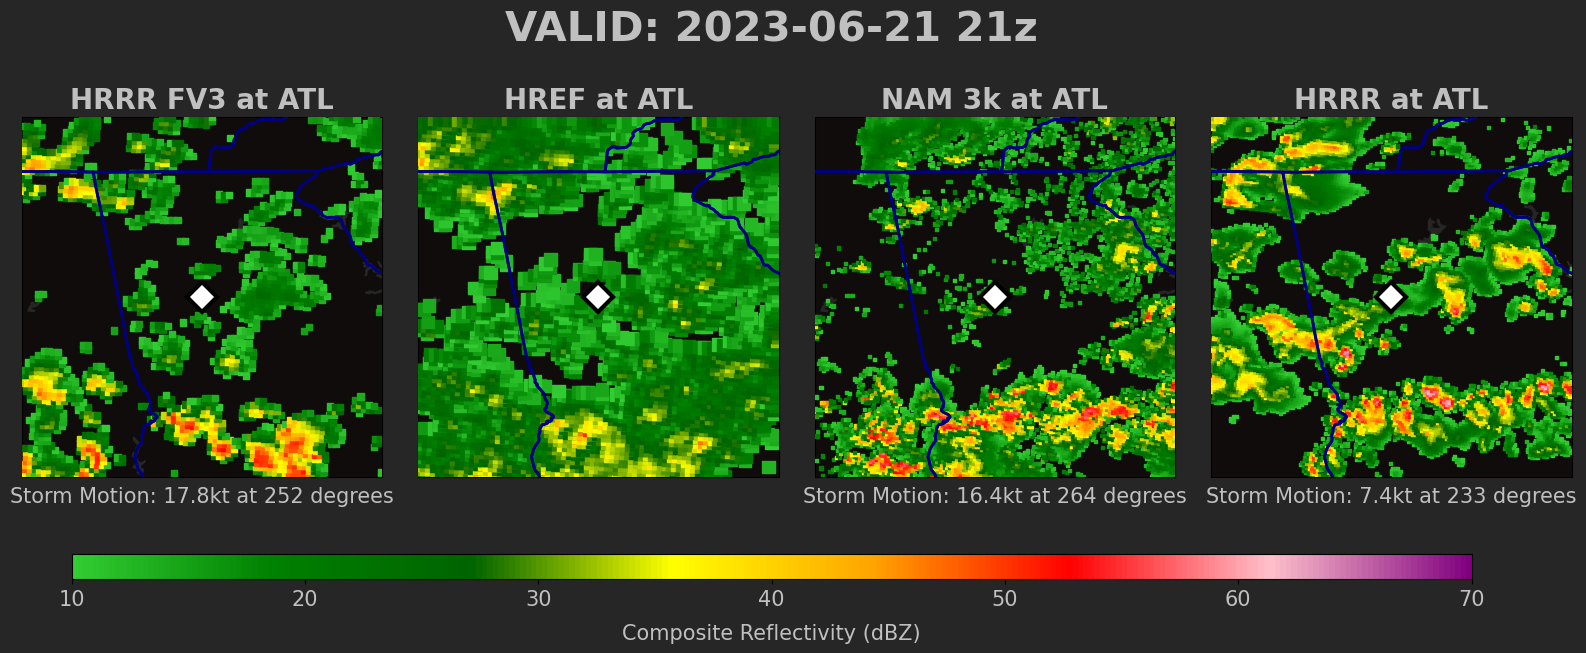 VALID: 2023-06-21 21z
HRRR FV3 at ATL
HREF at ATL
NAM 3k at ATL
HRRR at ATL
Storm Motion: 17.8kt at 252 degrees
Storm Motion: 16.4kt at 264 degrees
Storm Motion: 7.4kt at 233 degrees
10 20 30 40 50 60 70
Composite Reflectivity (dBZ)